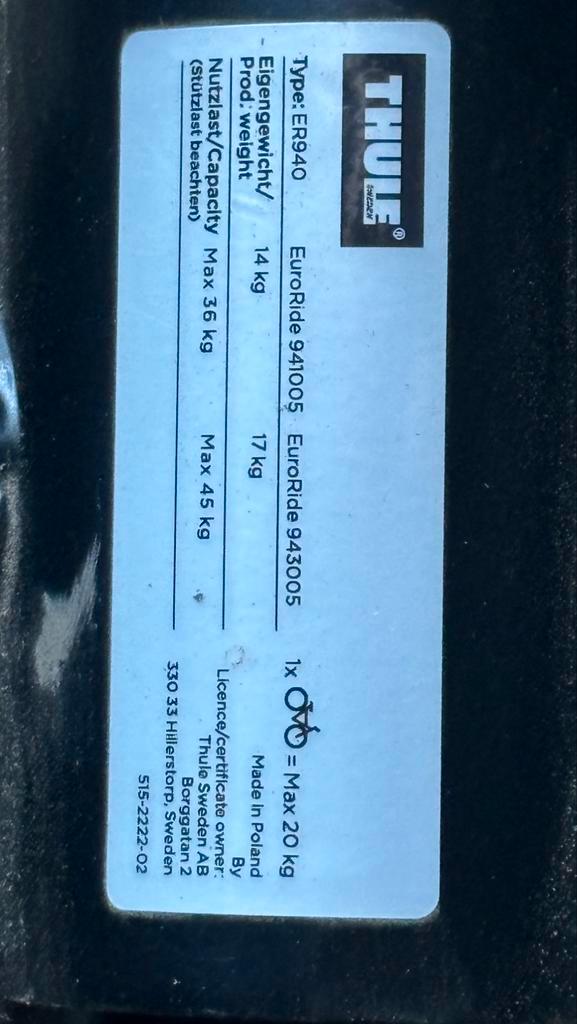 THULE®
SWEDEN
Type: ER940 EuroRide 941005 EuroRide 943005
Eigengewicht/
Prod. weight 14 kg 17 kg
Nutzlast/Capacity Max 36 kg Max 45 kg
(Stützlast beachten)
1x = Max 20 kg
Made in Poland
By
Licence/certificate owner:
Thule Sweden AB
Borggatan 2
330 33 Hillerstorp, Sweden
515-2222-02